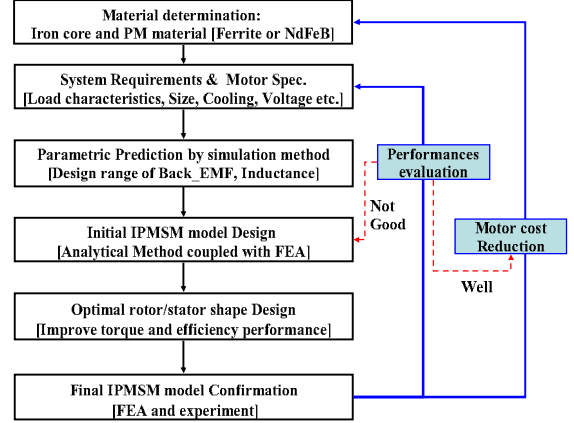 Material determination:
Iron core and PM material [Ferrite or NdFeB]
System Requirements & Motor Spec.
[Load characteristics, Size, Cooling, Voltage etc.]
Parametric Prediction by simulation method
[Design range of Back_EMF, Inductance]
Performances
evaluation
Not
Good
Motor cost
Reduction
Initial IPMSM model Design
[Analytical Method coupled with FEA]
Well
Optimal rotor/stator shape Design
[Improve torque and efficiency performance]
Final IPMSM model Confirmation
[FEA and experiment]